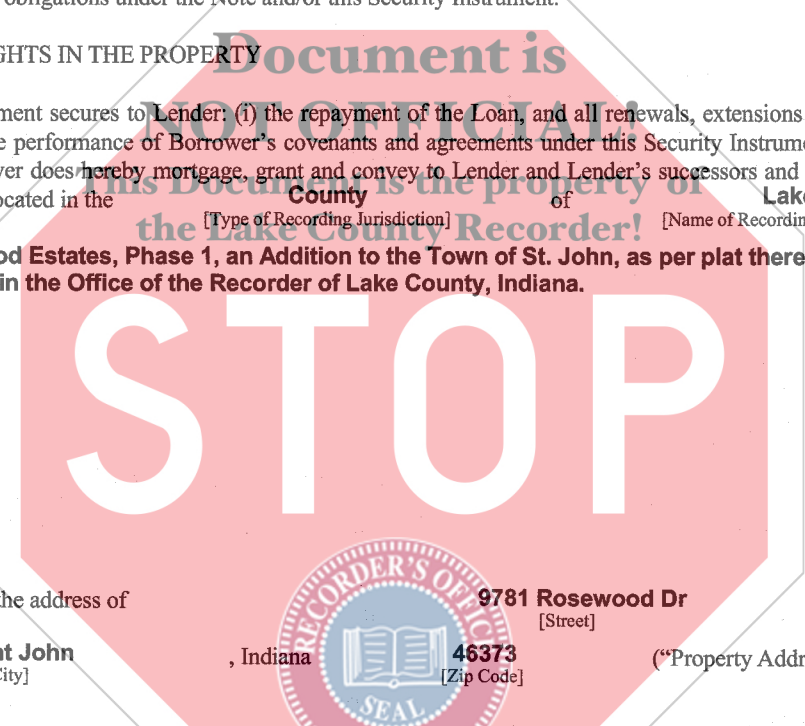 obligations under the Note and/or this Security Instrument.
GHTS IN THE PROPERTY
Document is
ment secures to Lender: (i) the repayment of the Loan, and all renewals, extensions
NOT OFFICIAL!
e performance of Borrower's covenants and agreements under this Security Instrume
ver does hereby mortgage, grant and convey to Lender and Lender's successors and
This Document is the property of
ocated in the County of Lake
[Type of Recording Jurisdiction] [Name of Recordin
the Lake County Recorder!
od Estates, Phase 1, an Addition to the Town of St. John, as per plat there
in the Office of the Recorder of Lake County, Indiana.
STOP
RECORDER'S OFFIC
the address of 9781 Rosewood Dr
[Street]
nt John , Indiana 46373 ("Property Addr
City] [Zip Code]
SEAL